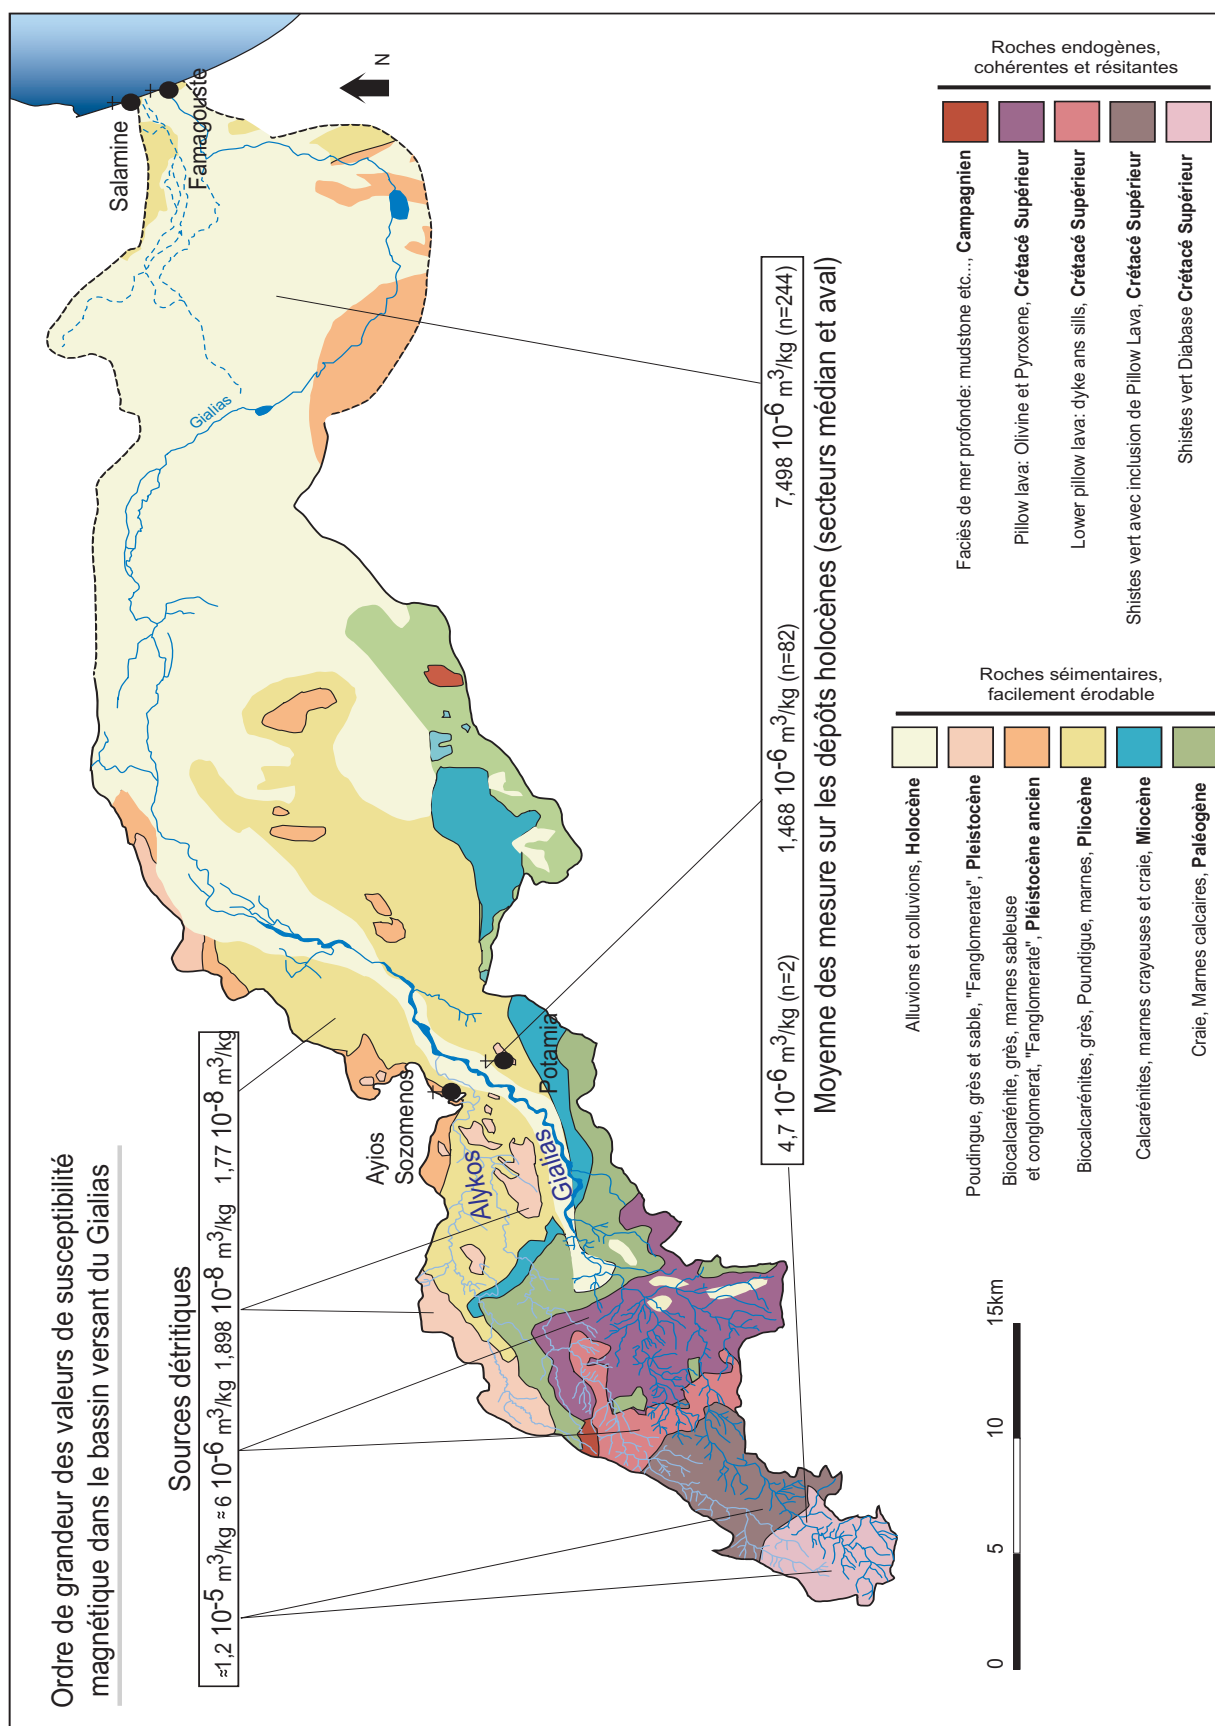 Ordre de grandeur des valeurs de susceptibilité
magnétique dans le bassin versant du Gialias
Sources détritiques
≈1,2 10-5 m3/kg ≈ 6 10-6 m3/kg 1,898 10-8 m3/kg 1,77 10-8 m3/kg
Salamine
Famagouste
N
Gialias
Ayios
Sozomenos
Alykos
Gialias
Potamia
4,7 10-6 m3/kg (n=2) 1,468 10-6 m3/kg (n=82) 7,498 10-6 m3/kg (n=244)
Moyenne des mesure sur les dépôts holocènes (secteurs médian et aval)
0 5 10 15km
Roches séimentaires,
facilement érodable
Alluvions et colluvions, Holocène
Poudingue, grès et sable, "Fanglomerate", Pleistocène
Biocalcarénite, grès, marnes sableuse
et conglomerat, "Fanglomerate", Pléistocène ancien
Biocalcarénites, grès, Poundigue, marnes, Pliocène
Calcarénites, marnes crayeuses et craie, Miocène
Craie, Marnes calcaires, Paléogène
Roches endogènes,
cohérentes et résitantes
Faciès de mer profonde: mudstone etc..., Campagnien
Pillow lava: Olivine et Pyroxene, Crétacé Supérieur
Lower pillow lava: dyke ans sills, Crétacé Supérieur
Shistes vert avec inclusion de Pillow Lava, Crétacé Supérieur
Shistes vert Diabase Crétacé Supérieur